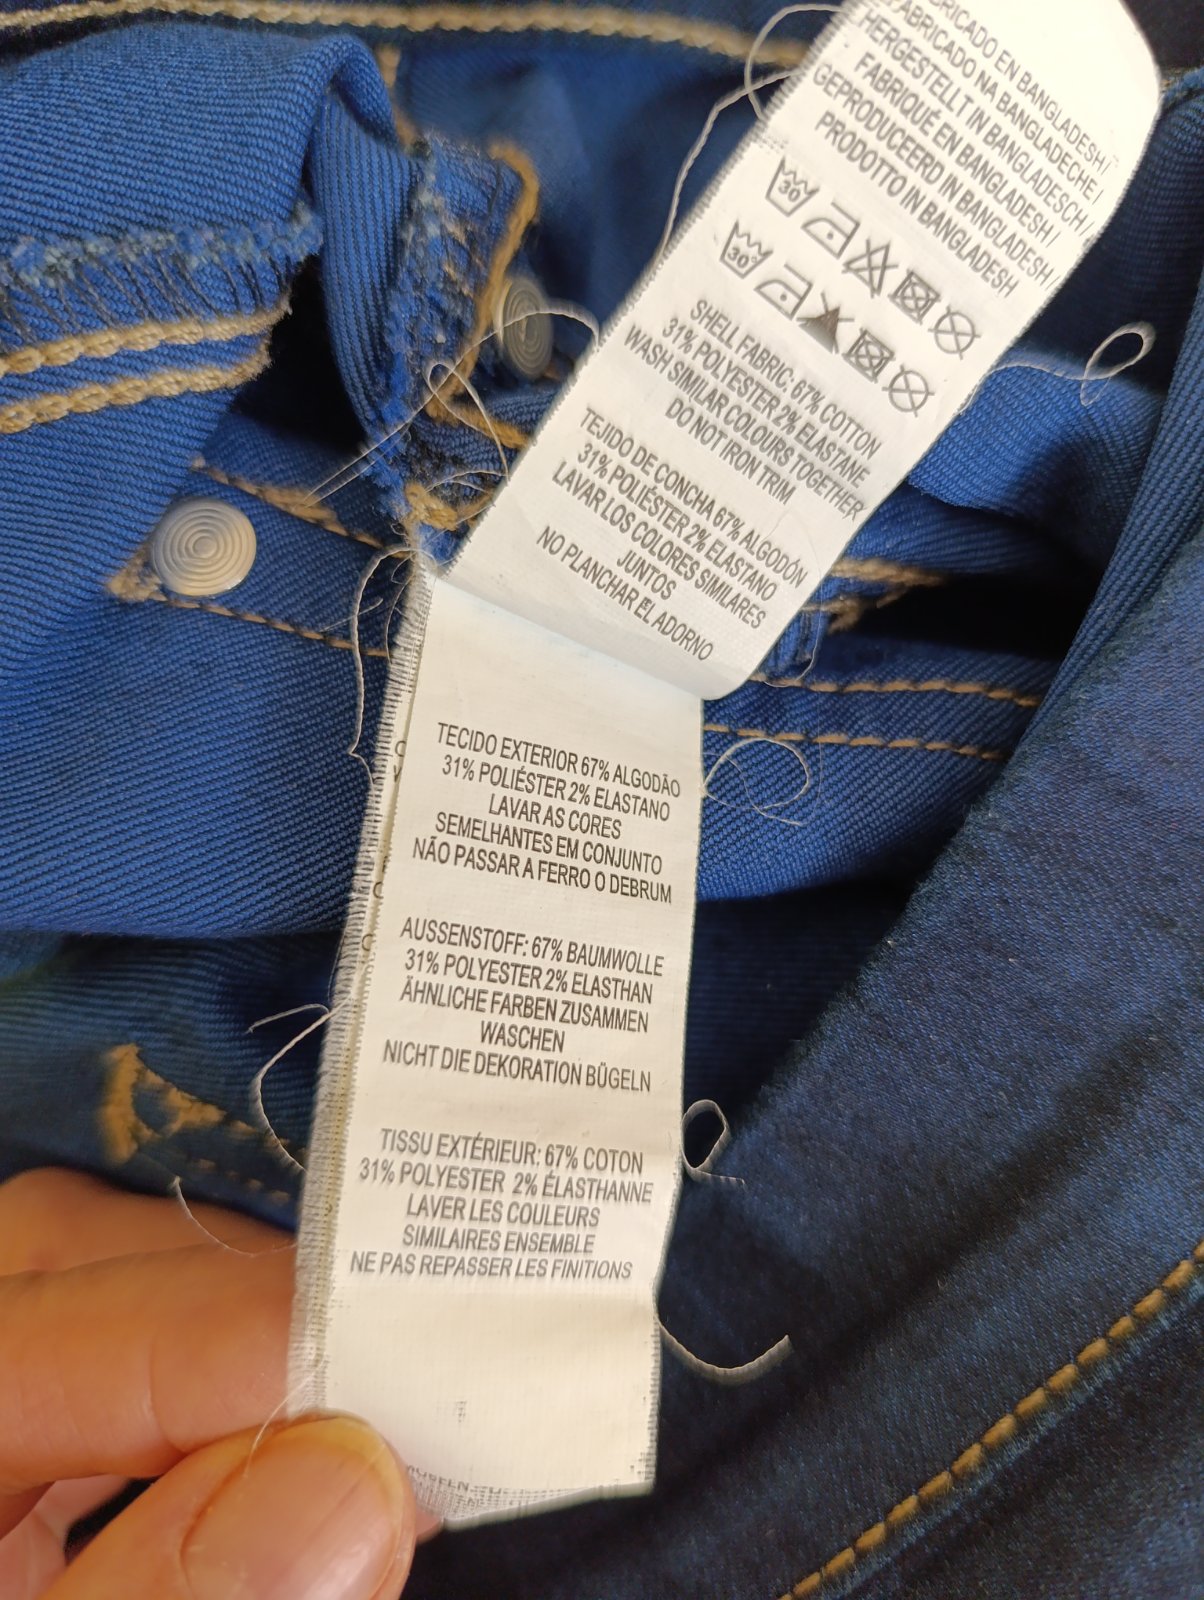 BRICADO EN BANGLADESH/
FABRICADO NA BANGLADECHE/
HERGESTELLT IN BANGLADESCH/
FABRIQUÉ EN BANGLADESH/
GEPRODUCEERD IN BANGLADESH/
PRODOTTO IN BANGLADESH
30
30°
SHELL FABRIC: 67% COTTON
31% POLYESTER 2% ELASTANE
WASH SIMILAR COLOURS TOGETHER
DO NOT IRON TRIM
TEJIDO DE CONCHA 67% ALGODÓN
31% POLIÉSTER 2% ELASTANO
LAVAR LOS COLORES SIMILARES
JUNTOS
NO PLANCHAR EL ADORNO
TECIDO EXTERIOR 67% ALGODÃO
31% POLIÉSTER 2% ELASTANO
LAVAR AS CORES
SEMELHANTES EM CONJUNTO
NÃO PASSAR A FERRO O DEBRUM
AUSSENSTOFF: 67% BAUMWOLLE
31% POLYESTER 2% ELASTHAN
ÄHNLICHE FARBEN ZUSAMMEN
WASCHEN
NICHT DIE DEKORATION BÜGELN
TISSU EXTÉRIEUR: 67% COTON
31% POLYESTER 2% ÉLASTHANNE
LAVER LES COULEURS
SIMILAIRES ENSEMBLE
NE PAS REPASSER LES FINITIONS